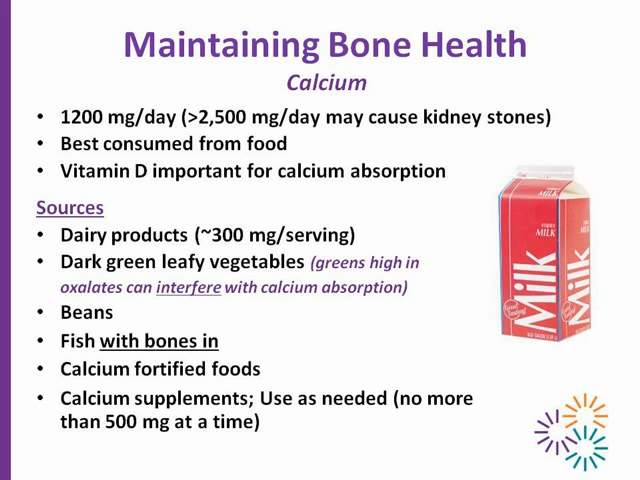 Maintaining Bone Health
Calcium
• 1200 mg/day (>2,500 mg/day may cause kidney stones)
• Best consumed from food
• Vitamin D important for calcium absorption
Sources
• Dairy products (~300 mg/serving)
• Dark green leafy vegetables (greens high in
oxalates can interfere with calcium absorption)
• Beans
• Fish with bones in
• Calcium fortified foods
• Calcium supplements; Use as needed (no more
than 500 mg at a time)
MILK
MILK
Milk
Milk